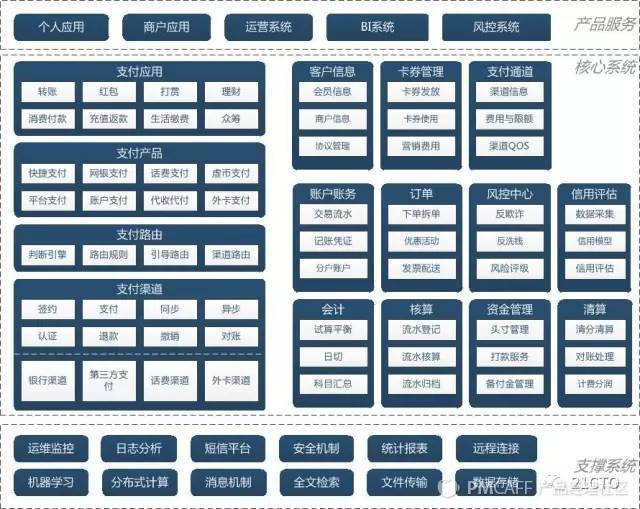 个人应用 商户应用 运营系统 BI系统 风控系统 产品服务
核心系统
支付应用
转账 红包 打赏 理财
消费付款 充值返款 生活缴费 众筹
支付产品
快捷支付 网银支付 话费支付 虚币支付
平台支付 账户支付 代收代付 外卡支付
支付路由
判断引擎 路由规则 引导路由 渠道路由
支付渠道
签约 支付 同步 异步
认证 退款 撤销 对账
银行渠道 第三方支付 话费渠道 外卡渠道
客户信息
会员信息
商户信息
协议管理
卡券管理
卡券发放
卡券使用
营销费用
支付通道
渠道信息
费用与限额
渠道QOS
账户账务
交易流水
记账凭证
分户账户
订单
下单拆单
优惠活动
发票配送
风控中心
反欺诈
反洗线
风险评级
信用评估
数据采集
信用模型
信用评估
会计
试算平衡
日切
科目汇总
核算
流水登记
流水核算
流水归档
资金管理
头寸管理
打款服务
备付金管理
清算
清分清算
对账处理
计费分润
运维监控 日志分析 短信平台 安全机制 统计报表 远程连接
支撑系统
机器学习 分布式计算 消息机制 全文检索 文件传输 数据存储
21CTO
PMCAFF 产品经理社区